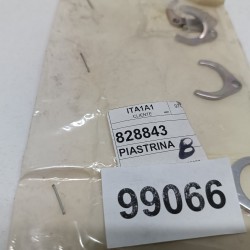 ITA1A1
CLIENTE
828843
PIASTRINA B
99066